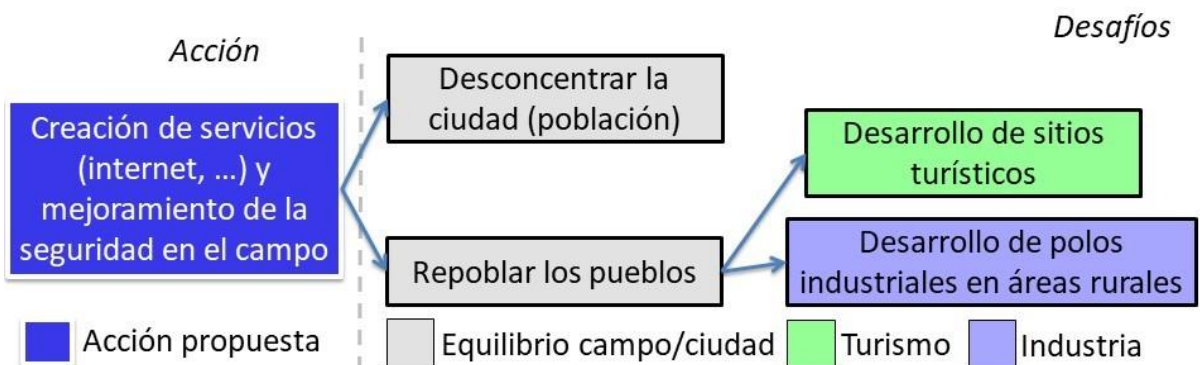 Acción
Desafíos
Creación de servicios
(internet, ...) y
mejoramiento de la
seguridad en el campo
Desconcentrar la
ciudad (población)
Repoblar los pueblos
Desarrollo de sitios
turísticos
Desarrollo de polos
industriales en áreas rurales
Acción propuesta
Equilibrio campo/ciudad
Turismo
Industria